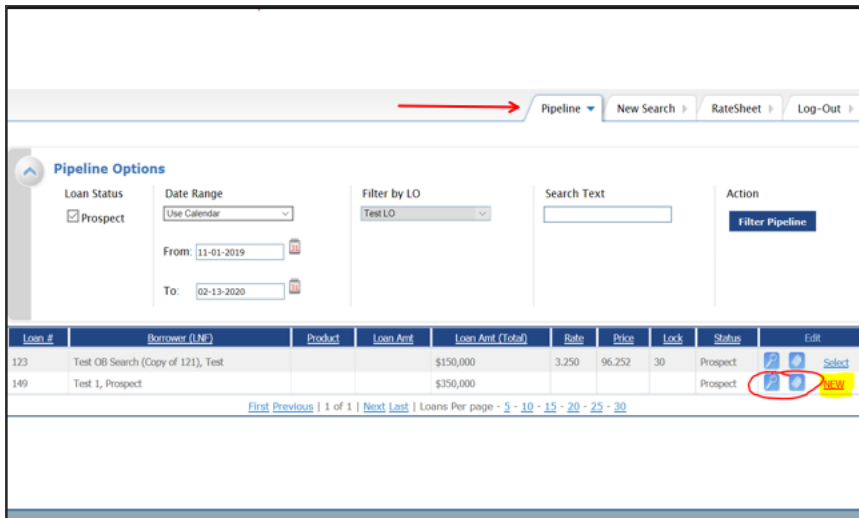 Pipeline New Search RateSheet Log-Out
Pipeline Options
Loan Status Date Range Filter by LO Search Text Action
Prospect Use Calendar Test LO Filter Pipeline
From: 11-01-2019
To: 02-13-2020
Loan # Borrower (LNF) Product Loan Amt Loan Amt (Total) Rate Price Lock Status Edit
123 Test OB Search (Copy of 121), Test $150,000 3.250 96.252 30 Prospect Select
149 Test 1, Prospect $350,000 Prospect NEW
First Previous | 1 of 1 | Next Last | Loans Per page - 5 - 10 - 15 - 20 - 25 - 30